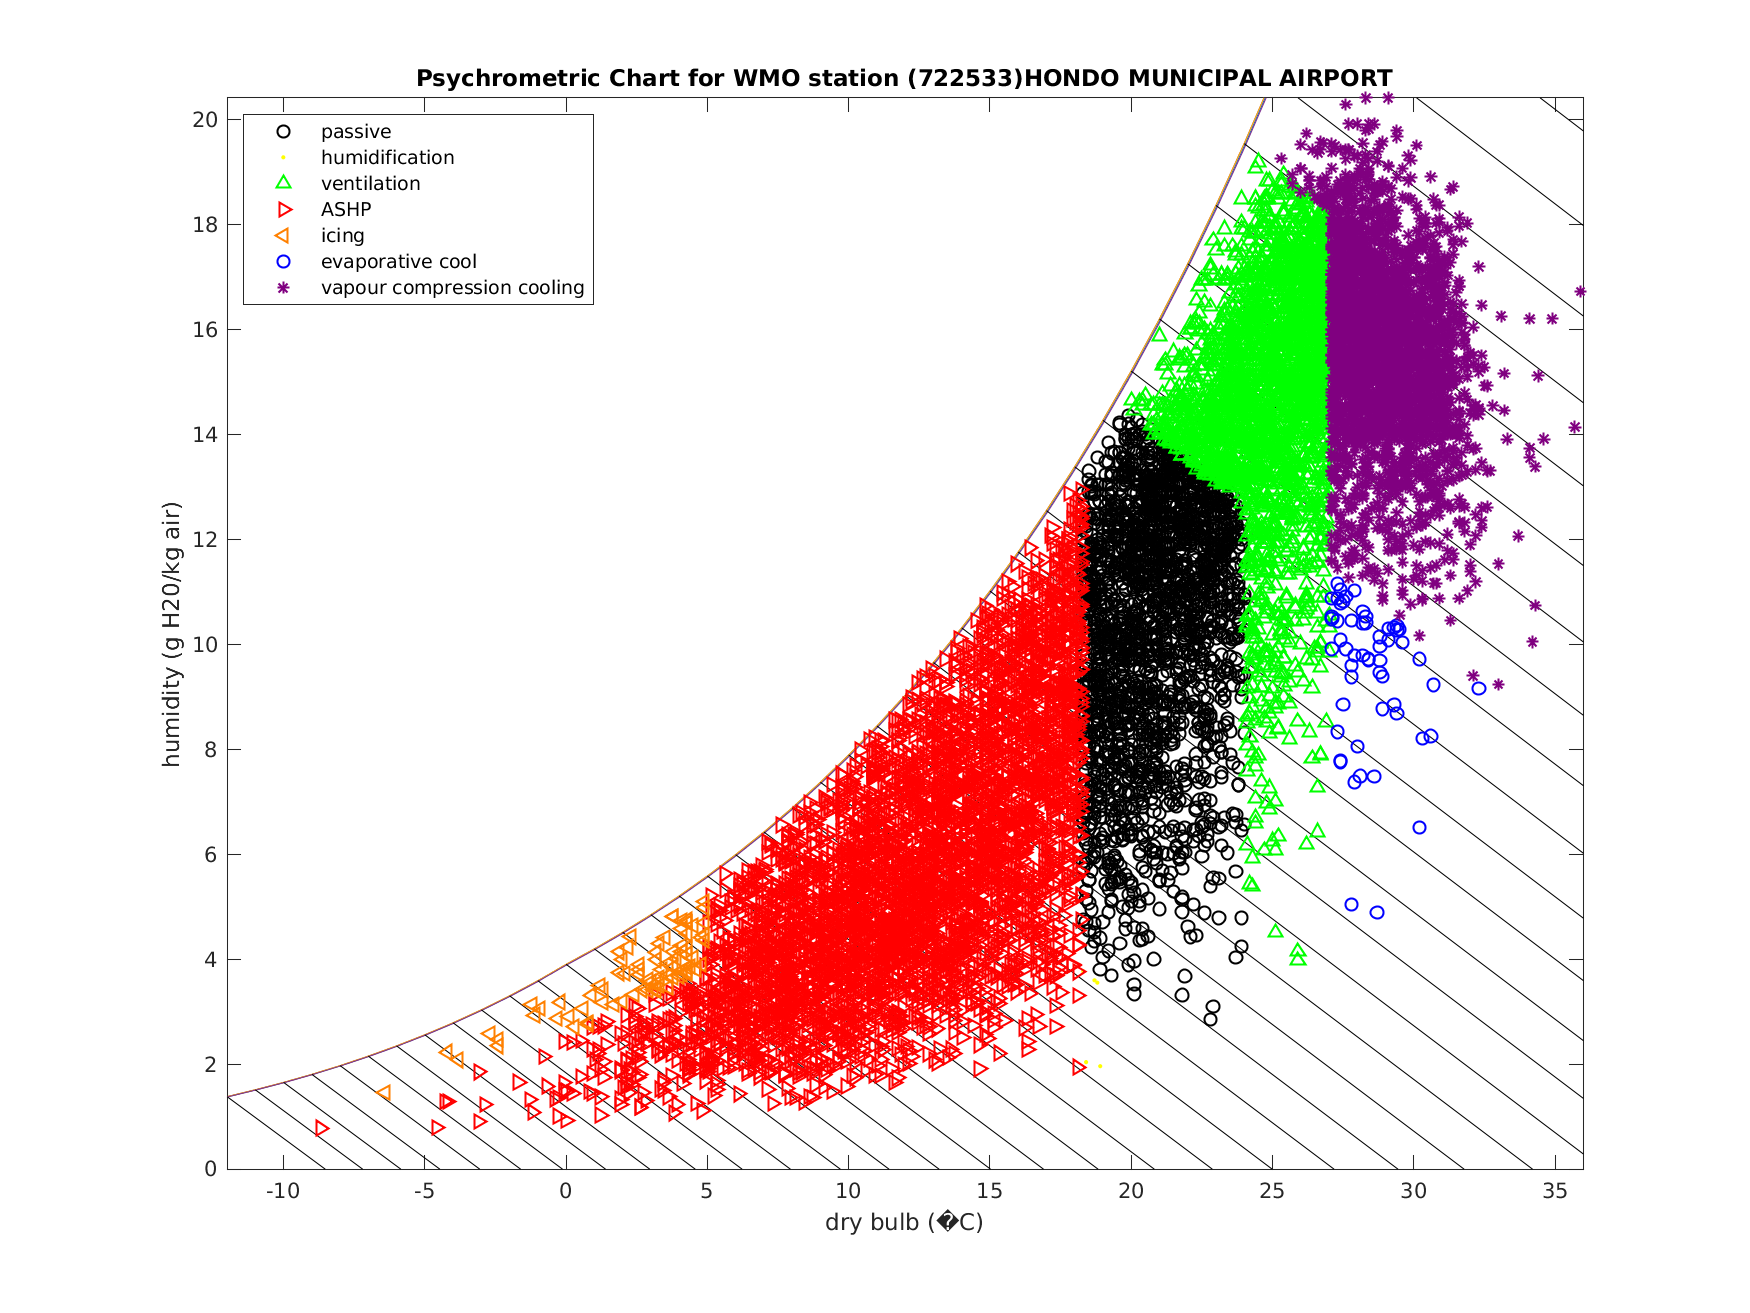 Psychrometric Chart for WMO station (722533)HONDO MUNICIPAL AIRPORT
passive
humidification
ventilation
ASHP
icing
evaporative cool
vapour compression cooling
humidity (g H20/kg air)
20
18
16
14
12
10
8
6
4
2
0
-10 -5 0 5 10 15 20 25 30 35
dry bulb (�C)